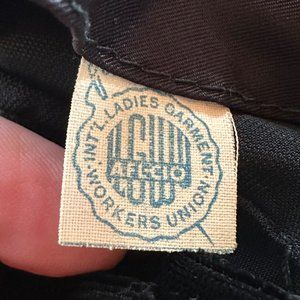 INT'L. LADIES GARMENT
ILGWU
AFL-CIO
WORKERS UNION